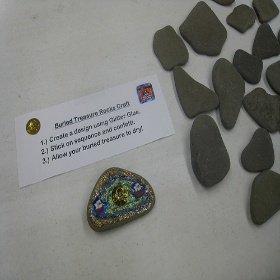 Buried Treasure Rocks Craft
1.) Create a design using Glitter Glue.
2.) Stick on sequence and confetti.
3.) Allow your buried treasure to dry!